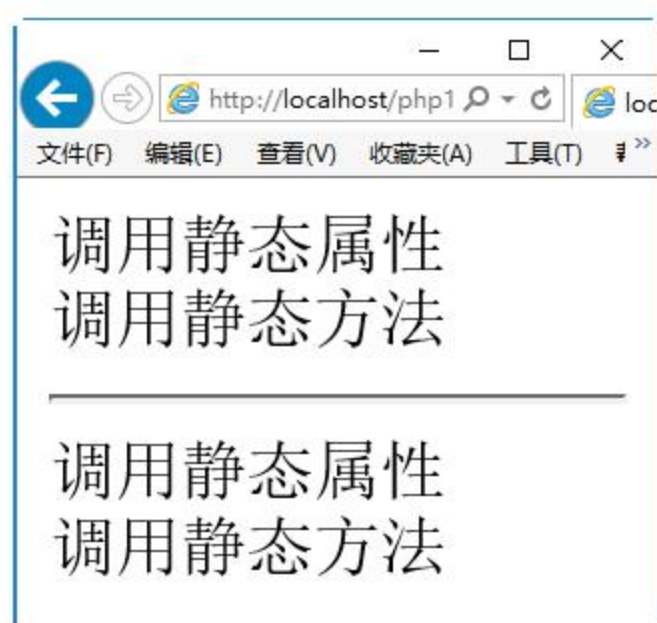 http://localhost/php1
loc
文件(F) 编辑(E) 查看(V) 收藏夹(A) 工具(T) »
调用静态属性
调用静态方法
调用静态属性
调用静态方法